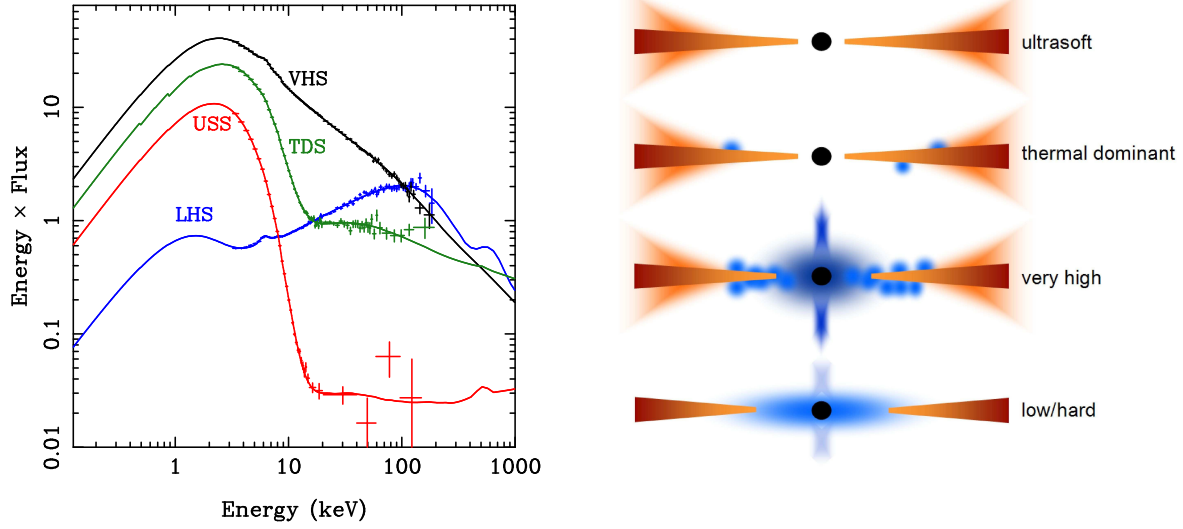 Energy × Flux
10
1
0.1
0.01
VHS
USS
TDS
LHS
1
10
100
1000
Energy (keV)
ultrasoft
thermal dominant
very high
low/hard